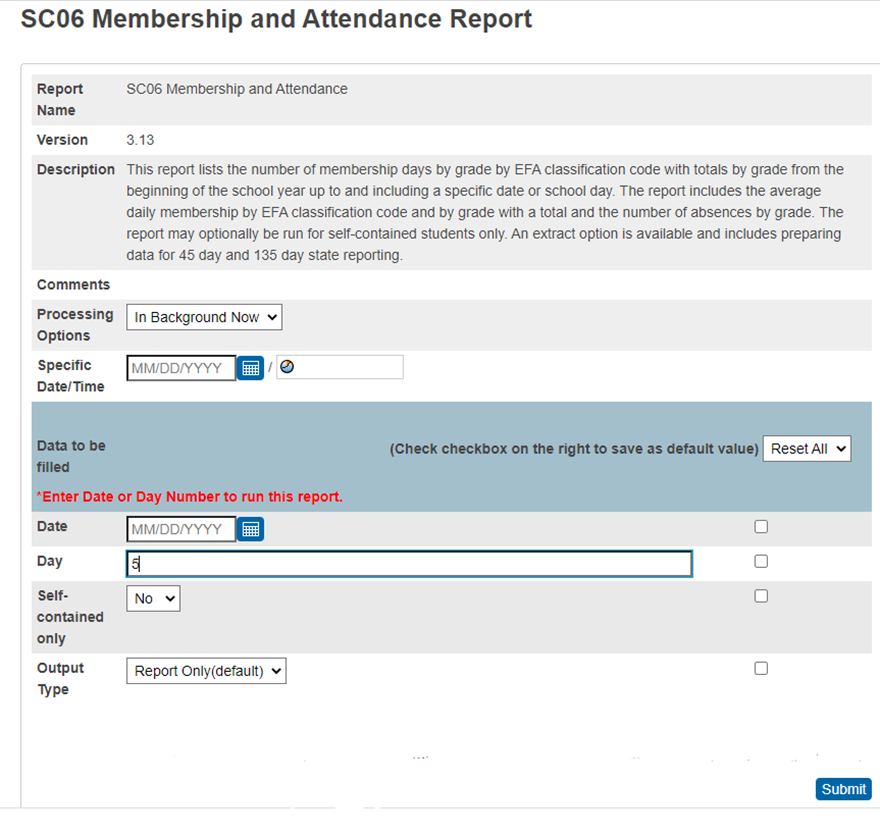 SC06 Membership and Attendance Report
Report
Name
SC06 Membership and Attendance
Version
3.13
Description
This report lists the number of membership days by grade by EFA classification code with totals by grade from the
beginning of the school year up to and including a specific date or school day. The report includes the average
daily membership by EFA classification code and by grade with a total and the number of absences by grade. The
report may optionally be run for self-contained students only. An extract option is available and includes preparing
data for 45 day and 135 day state reporting.
Comments
Processing
Options
In Background Now
Specific
Date/Time
MM/DD/YYYY /
Data to be
filled
(Check checkbox on the right to save as default value) Reset All
*Enter Date or Day Number to run this report.
Date
MM/DD/YYYY
Day
5
Self-
contained
only
No
Output
Type
Report Only(default)
Submit